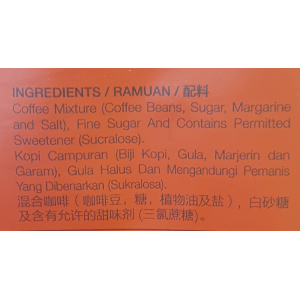 INGREDIENTS / RAMUAN / 配料
Coffee Mixture (Coffee Beans, Sugar, Margarine
and Salt), Fine Sugar And Contains Permitted
Sweetener (Sucralose).
Kopi Campuran (Biji Kopi, Gula, Marjerin dan
Garam), Gula Halus Dan Mengandungi Pemanis
Yang Dibenarkan (Sukralosa).
混合咖啡（咖啡豆，糖，植物油及盐），白砂糖
及含有允许的甜味剂（三氯蔗糖）。